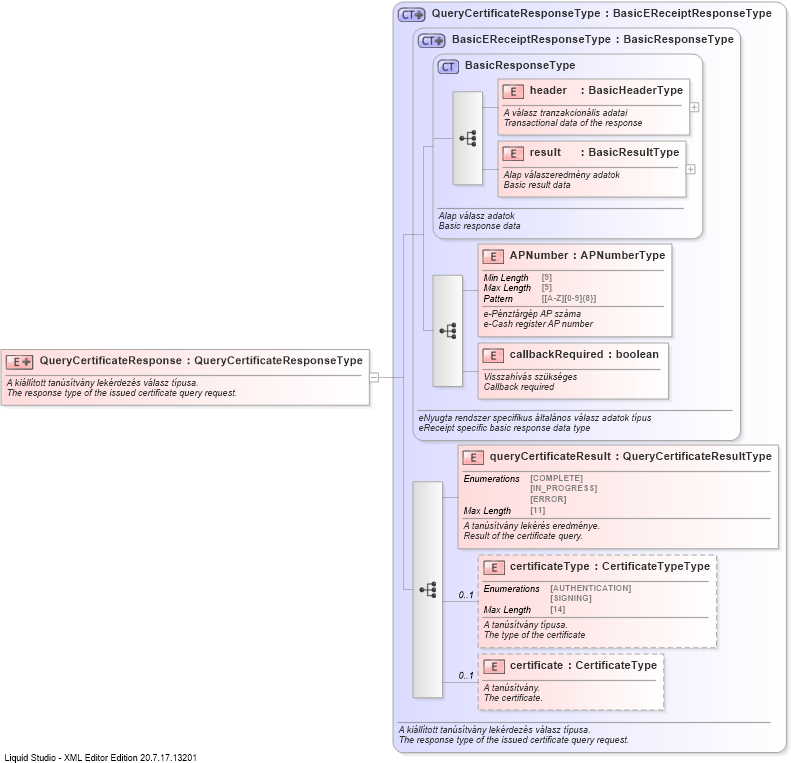 CT+ QueryCertificateResponseType : BasicEReceiptResponseType
CT+ BasicEReceiptResponseType : BasicResponseType
CT BasicResponseType
E header : BasicHeaderType
A válasz tranzakcionális adatai
Transactional data of the response
E result : BasicResultType
Alap válaszeredmény adatok
Basic result data
Alap válasz adatok
Basic response data
E APNumber : APNumberType
Min Length [9]
Max Length [9]
Pattern [[A-Z][0-9]{8}]
e-Pénztárgép AP száma
e-Cash register AP number
E callbackRequired : boolean
Visszahívás szükséges
Callback required
eNyugta rendszer specifikus általános válasz adatok típus
eReceipt specific basic response data type
E+ QueryCertificateResponse : QueryCertificateResponseType
A kiállított tanúsítvány lekérdezés válasz típusa.
The response type of the issued certificate query request.
E queryCertificateResult : QueryCertificateResultType
Enumerations [COMPLETE]
[IN_PROGRESS]
[ERROR]
Max Length [11]
A tanúsítvány lekérés eredménye.
Result of the certificate query.
0..1
E certificateType : CertificateTypeType
Enumerations [AUTHENTICATION]
[SIGNING]
Max Length [14]
A tanúsítvány típusa.
The type of the certificate
0..1
E certificate : CertificateType
A tanúsítvány.
The certificate.
A kiállított tanúsítvány lekérdezés válasz típusa.
The response type of the issued certificate query request.
Liquid Studio - XML Editor Edition 20.7.17.13201